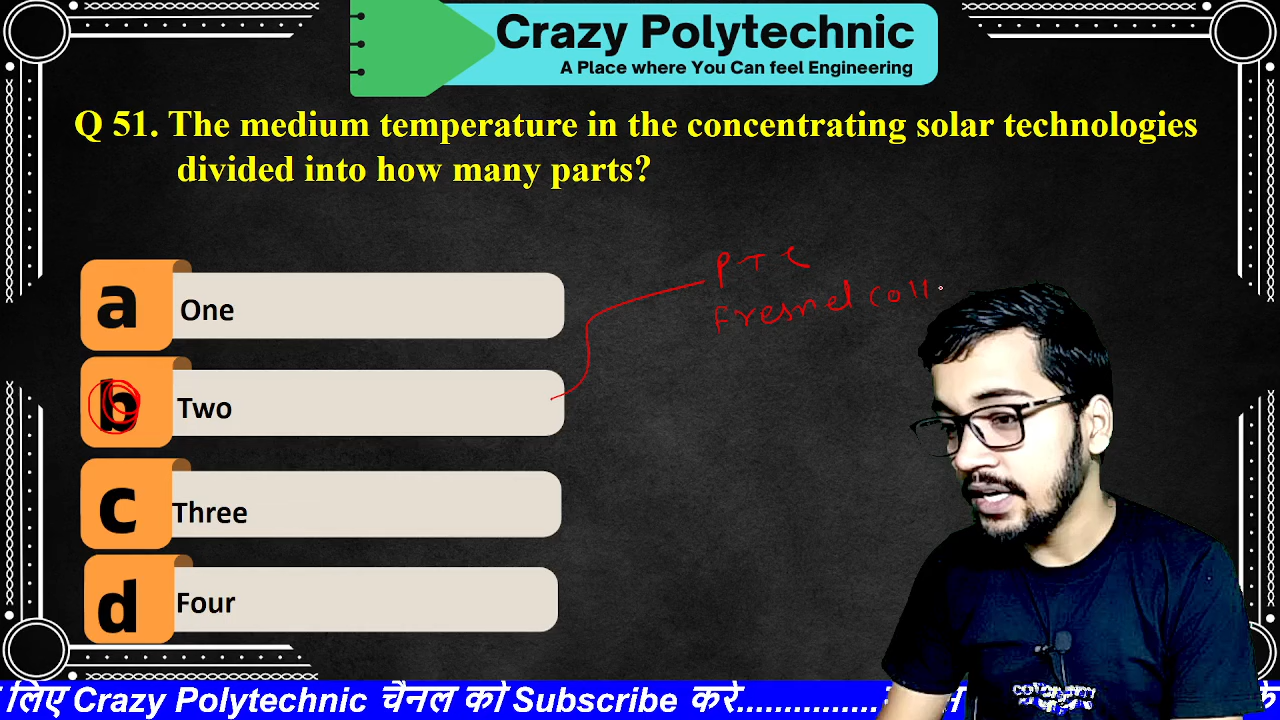 Crazy Polytechnic
A Place where You Can feel Engineering
Q 51. The medium temperature in the concentrating solar technologies
divided into how many parts?
a One
b Two
c Three
d Four
PTC
Fresnel Coll
लिए Crazy Polytechnic चैनल को Subscribe करे...............